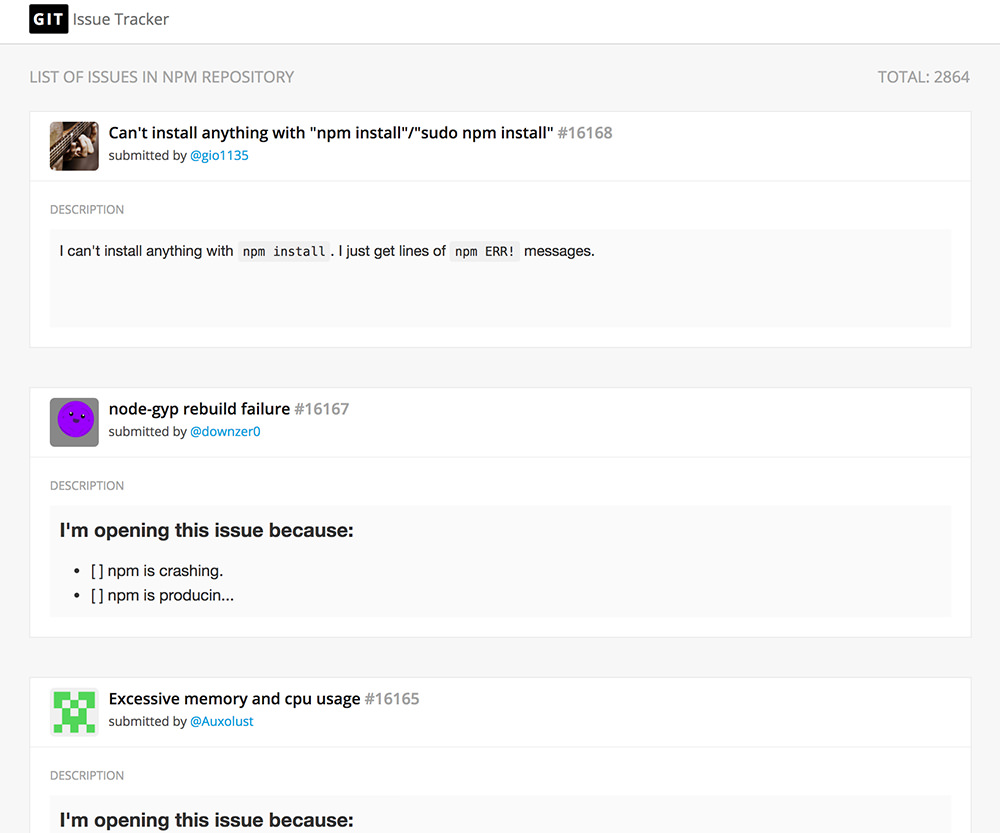 GIT Issue Tracker
LIST OF ISSUES IN NPM REPOSITORY TOTAL: 2864
Can't install anything with "npm install"/"sudo npm install" #16168
submitted by @gio1135
DESCRIPTION
I can't install anything with npm install. I just get lines of npm ERR! messages.
node-gyp rebuild failure #16167
submitted by @downzer0
DESCRIPTION
I'm opening this issue because:
• [ ] npm is crashing.
• [ ] npm is producin...
Excessive memory and cpu usage #16165
submitted by @Auxolust
DESCRIPTION
I'm opening this issue because: